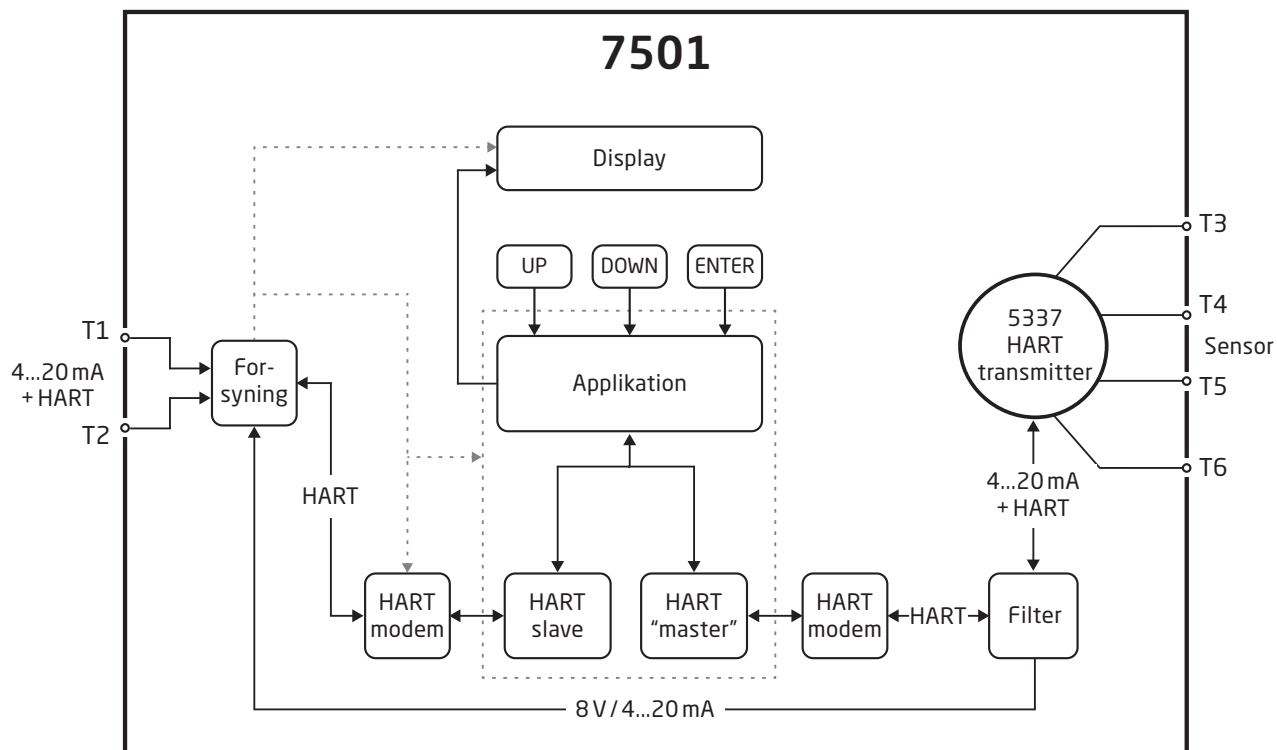 7501
Display
UP
DOWN
ENTER
T1
4...20 mA
+ HART
T2
For-
syning
Applikation
5337
HART
transmitter
T3
T4
Sensor
T5
T6
HART
4...20 mA
+ HART
HART
modem
HART
slave
HART
“master”
HART
modem
HART
Filter
8 V / 4...20 mA